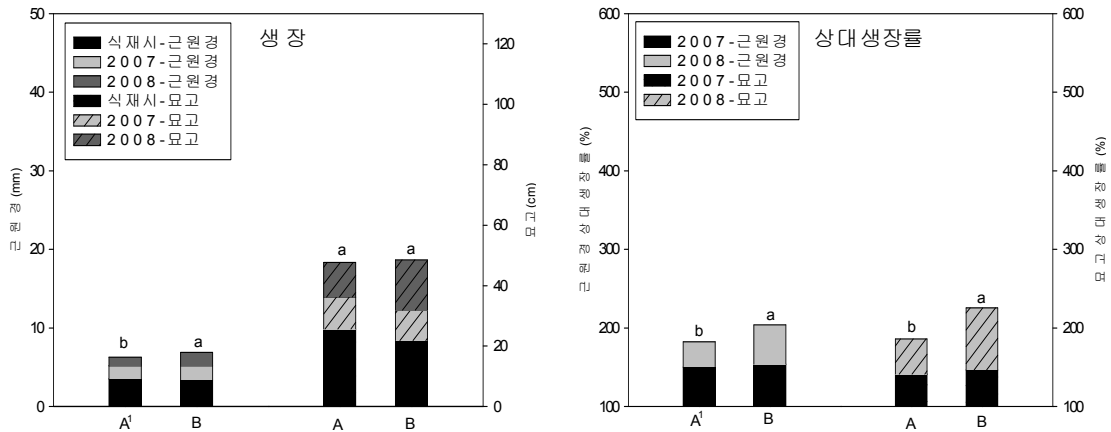 생 장
식재시-근원경
2007-근원경
2008-근원경
식재시-묘고
2007-묘고
2008-묘고
50
40
30
20
10
0
근 원 경 (mm)
120
100
80
60
40
20
0
묘고(cm)
b
a
a
a
A¹
B
A
B
상대생장률
2007-근원경
2008-근원경
2007-묘고
2008-묘고
600
500
400
300
200
100
근 원 경 상 대 생 장 률 (%)
600
500
400
300
200
100
묘 고 상 대 생 장 률 (%)
b
a
b
a
A¹
B
A
B